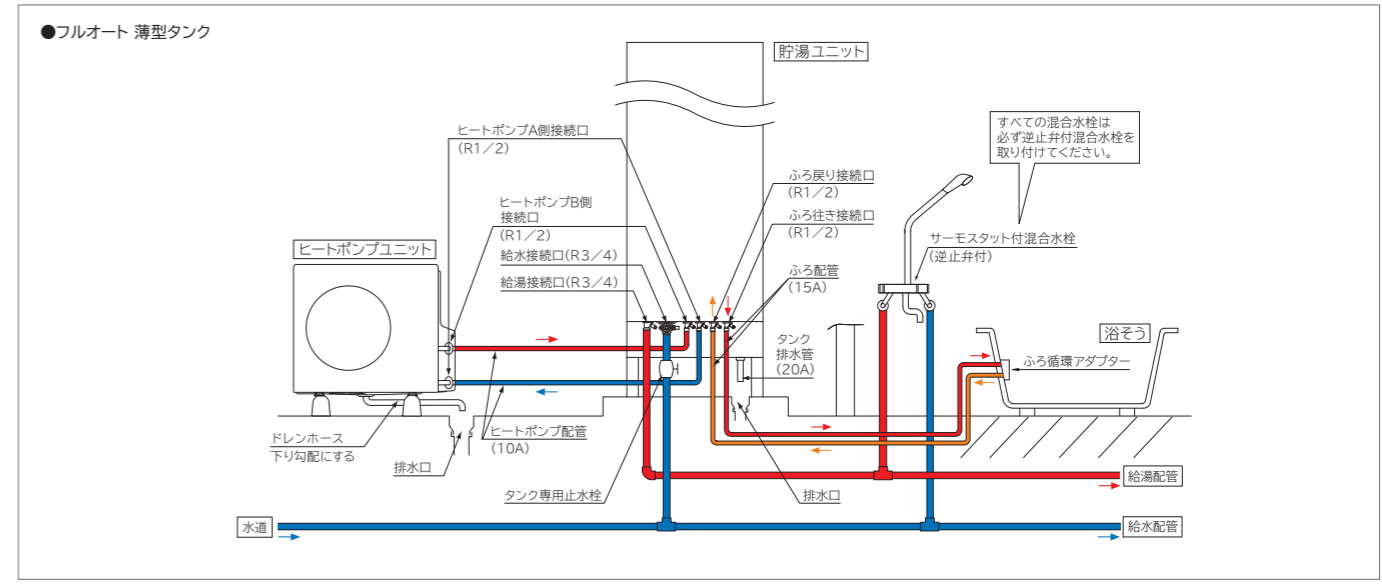 ●フルオート 薄型タンク
貯湯ユニット
すべての混合水栓は
必ず逆止弁付混合水栓を
取り付けてください。
ヒートポンプA側接続口
(R1/2)
ヒートポンプB側
接続口
(R1/2)
給水接続口(R3/4)
給湯接続口(R3/4)
ヒートポンプユニット
ふろ戻り接続口
(R1/2)
ふろ往き接続口
(R1/2)
ふろ配管
(15A)
サーモスタット付混合水栓
(逆止弁付)
浴そう
ふろ循環アダプター
タンク
排水管
(20A)
ドレンホース
下り勾配にする
排水口
ヒートポンプ配管
(10A)
タンク専用止水栓
排水口
給湯配管
水道
給水配管